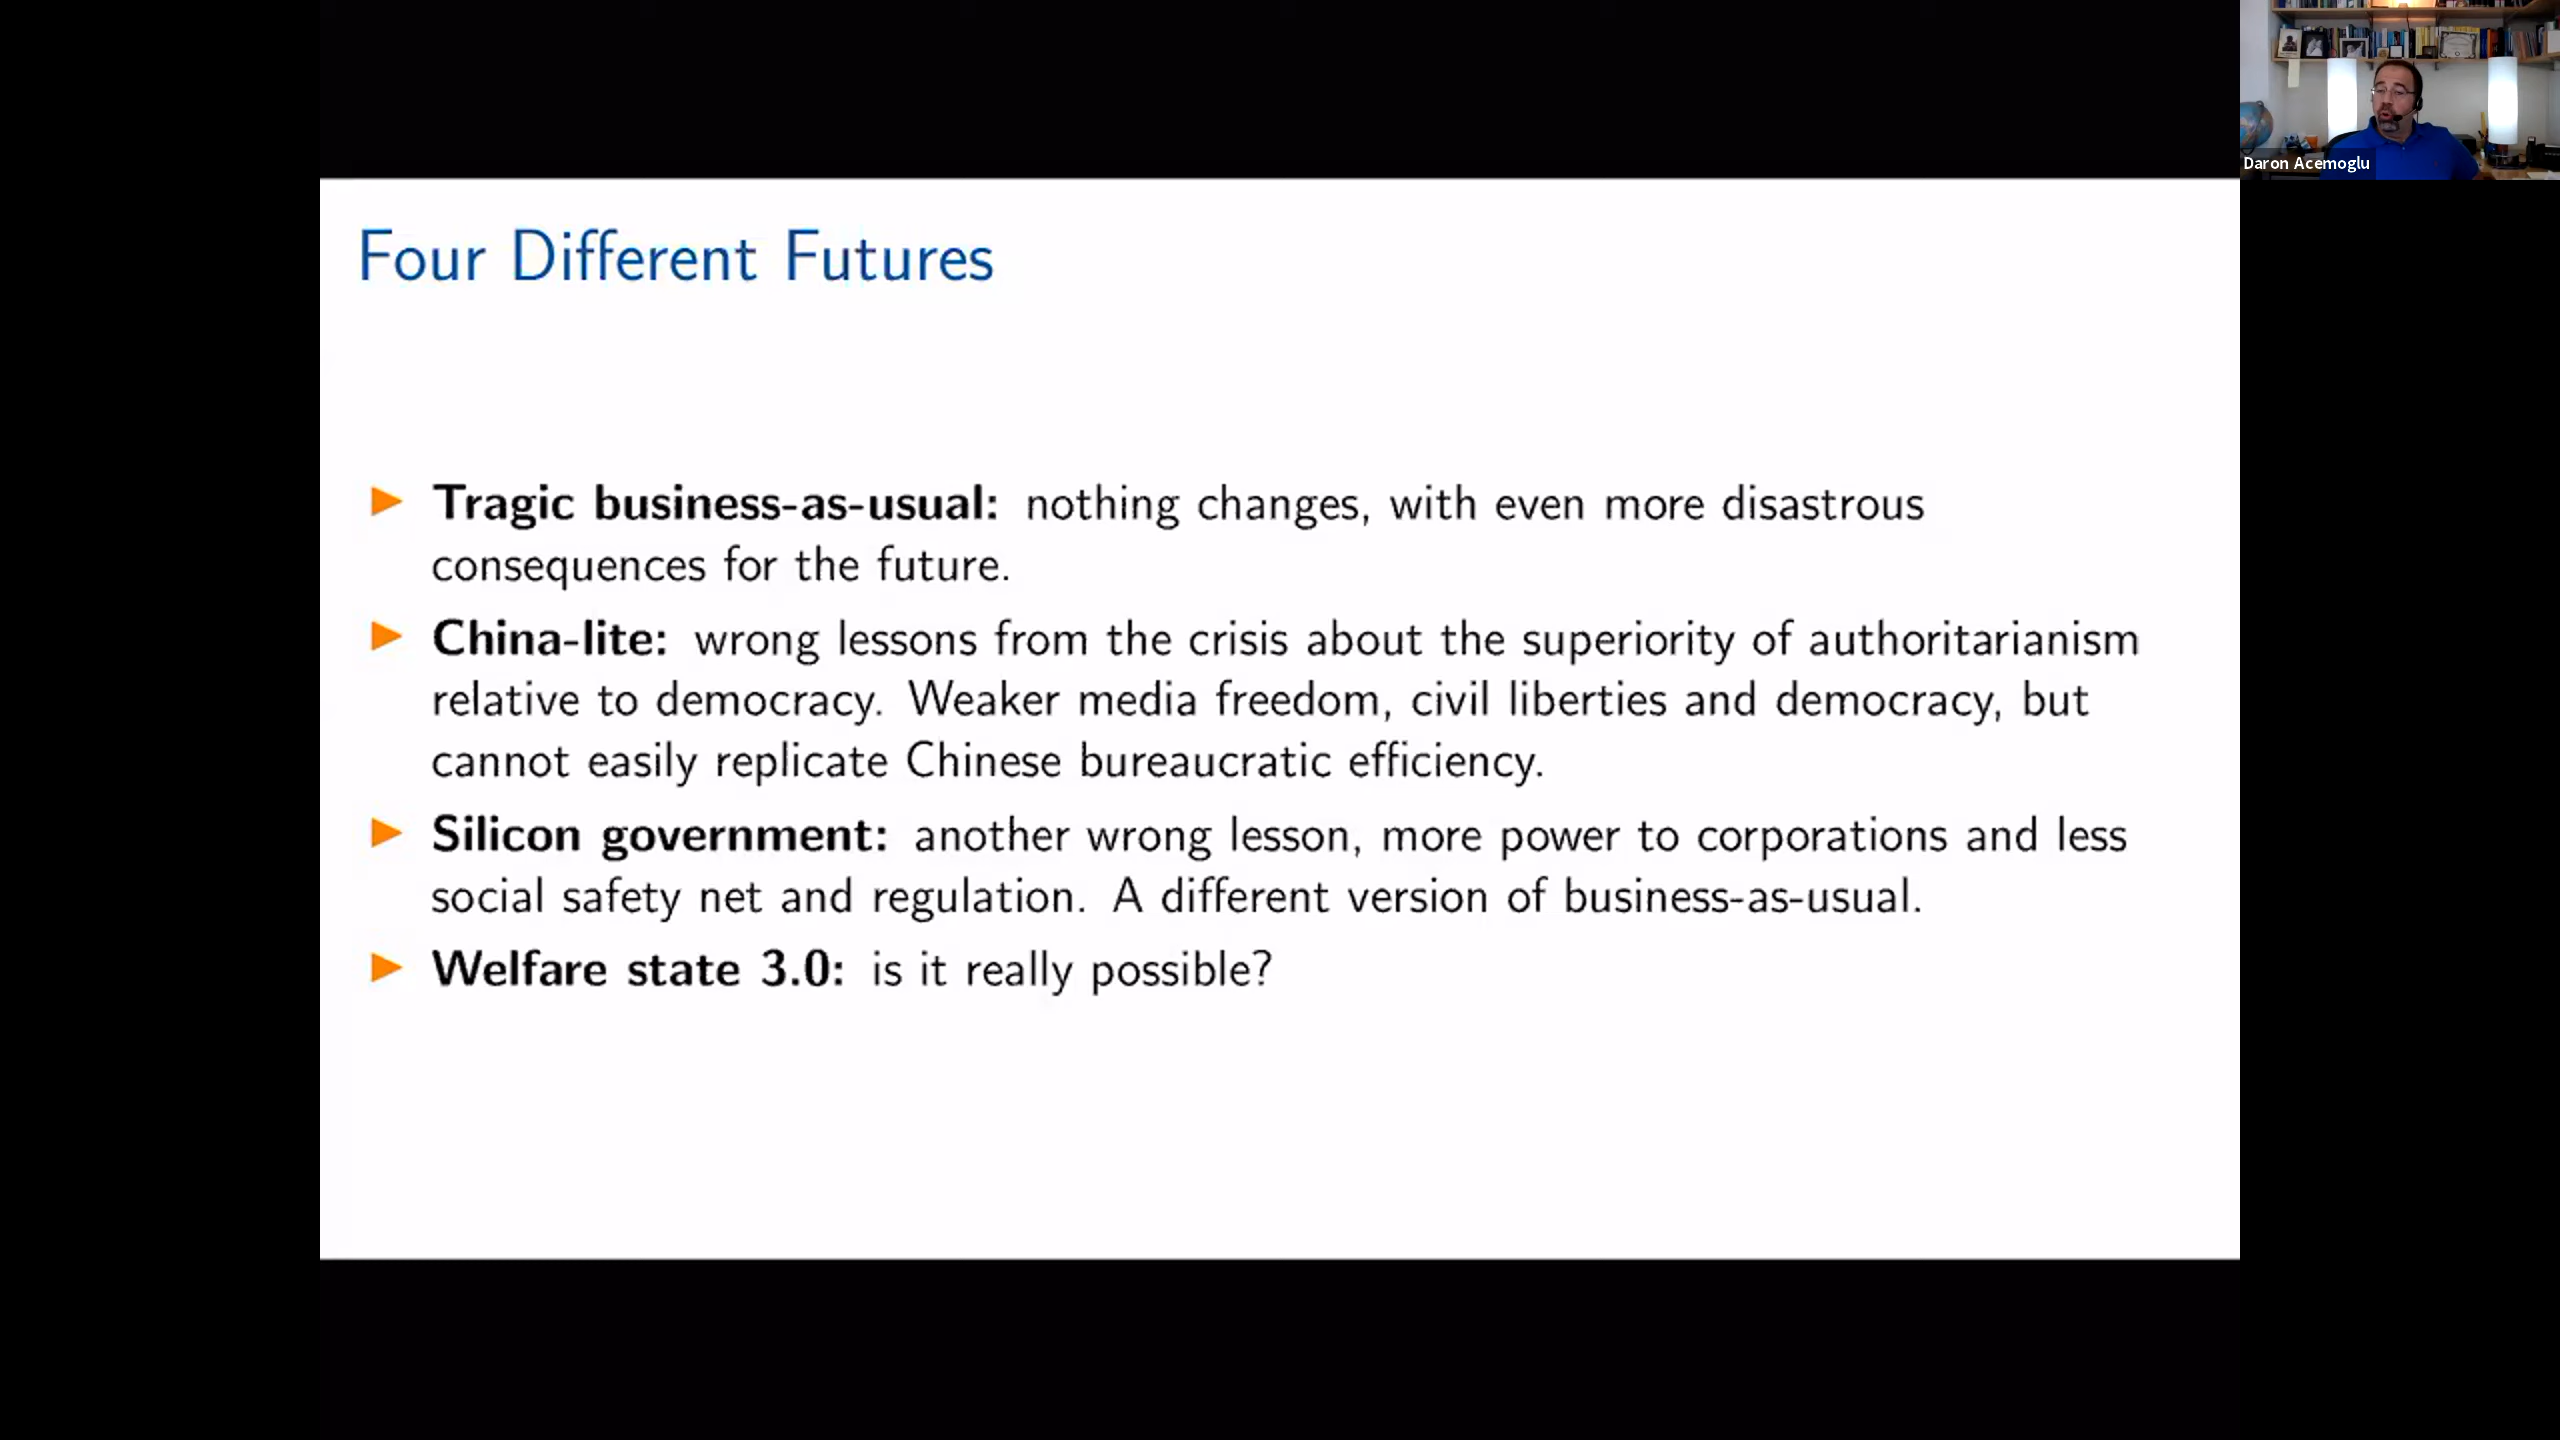 Daron Acemoglu
Four Different Futures
Tragic business-as-usual: nothing changes, with even more disastrous
consequences for the future.
China-lite: wrong lessons from the crisis about the superiority of authoritarianism
relative to democracy. Weaker media freedom, civil liberties and democracy, but
cannot easily replicate Chinese bureaucratic efficiency.
Silicon government: another wrong lesson, more power to corporations and less
social safety net and regulation. A different version of business-as-usual.
Welfare state 3.0: is it really possible?